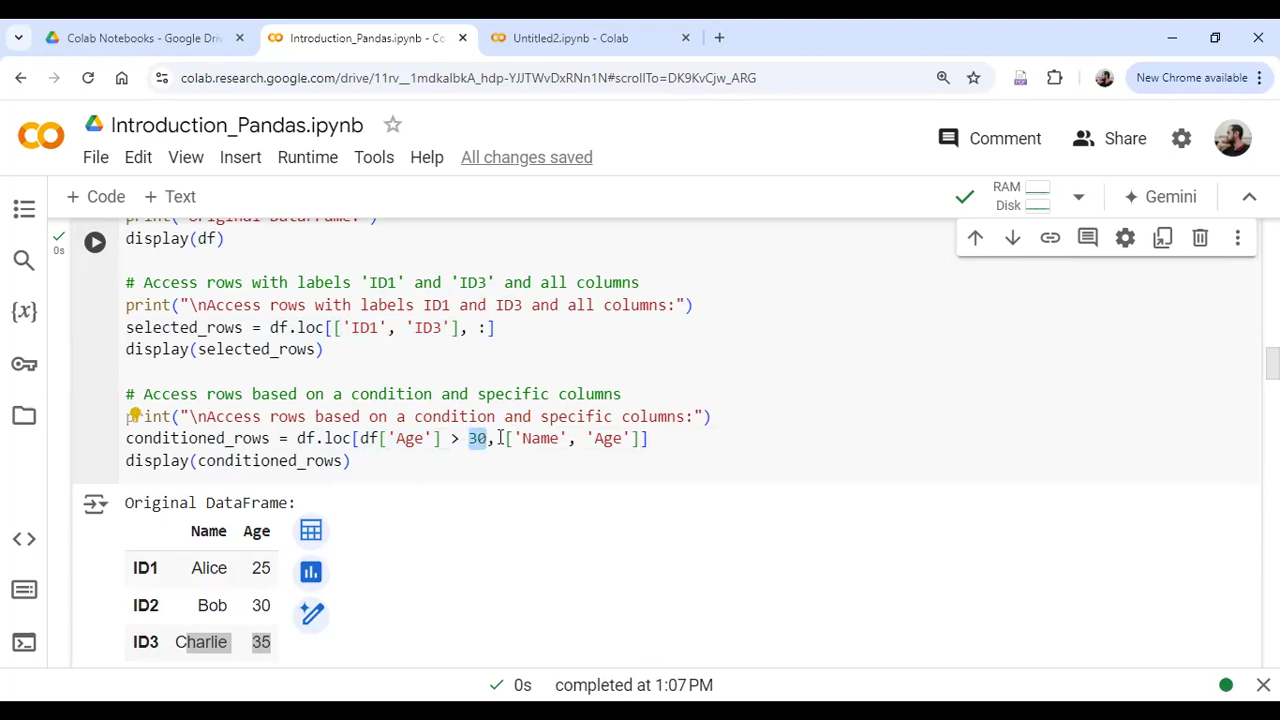 Colab Notebooks - Google Driv
Introduction_Pandas.ipynb - Co
Untitled2.ipynb - Colab
colab.research.google.com/drive/11rv__1mdkaIbkA_hdp-YJJTWvDxRNn1N#scrollTo=DK9KvCjw_ARG
New Chrome available
Introduction_Pandas.ipynb
Comment
Share
File Edit View Insert Runtime Tools Help All changes saved
+ Code + Text
RAM
Disk
Gemini
print("Original DataFrame:")
0s
display(df)
# Access rows with labels 'ID1' and 'ID3' and all columns
print("\nAccess rows with labels ID1 and ID3 and all columns:")
selected_rows = df.loc[['ID1', 'ID3'], :]
display(selected_rows)
# Access rows based on a condition and specific columns
print("\nAccess rows based on a condition and specific columns:")
conditioned_rows = df.loc[df['Age'] > 30, ['Name', 'Age']]
display(conditioned_rows)
Original DataFrame:
Name Age
ID1 Alice 25
ID2 Bob 30
ID3 Charlie 35
0s completed at 1:07PM